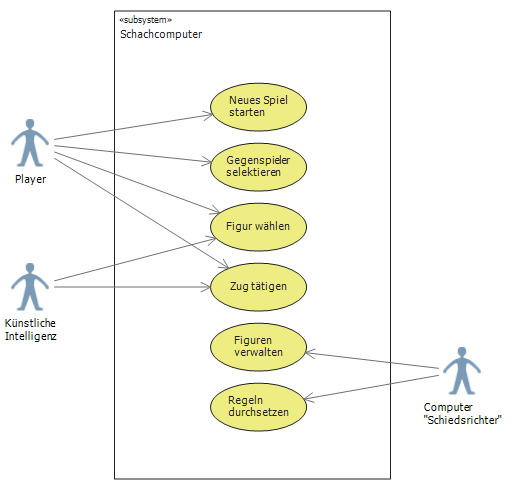 «subsystem»
Schachcomputer
Neues Spiel
starten
Gegenspieler
selektieren
Player
Figur wählen
Zug tätigen
Künstliche
Intelligenz
Figuren
verwalten
Regeln
durchsetzen
Computer
"Schiedsrichter"